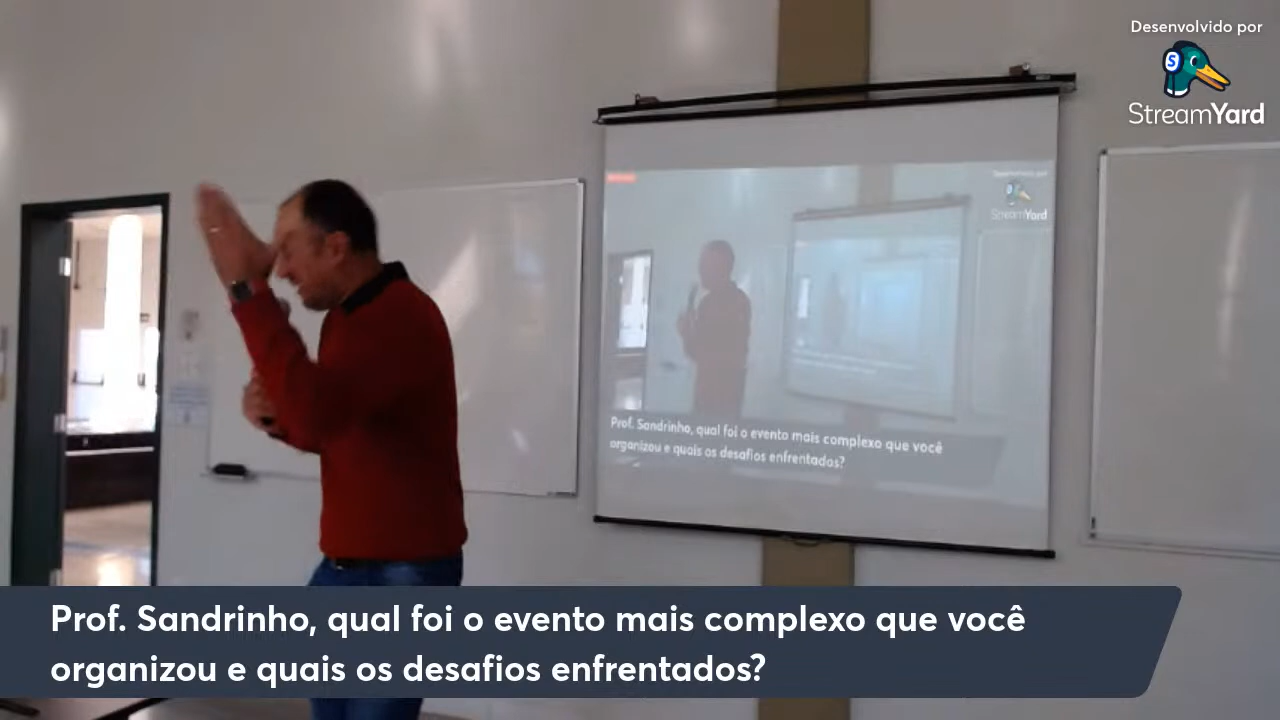 Desenvolvido por
S
StreamYard
StreamYard
Prof. Sandrinho, qual foi o evento mais complexo que você
organizou e quais os desafios enfrentados?
Prof. Sandrinho, qual foi o evento mais complexo que você
organizou e quais os desafios enfrentados?